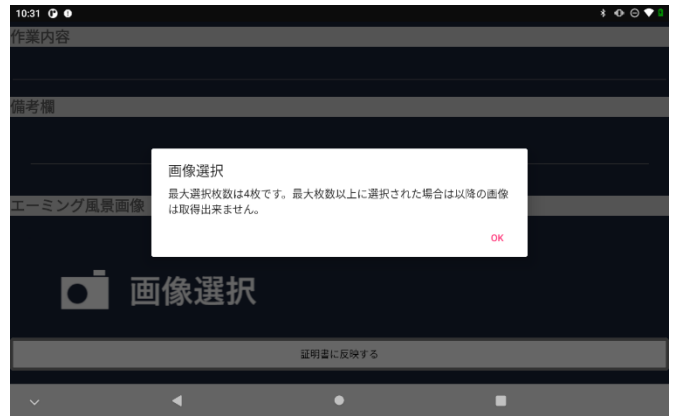 10:31
作業内容
備考欄
画像選択
最大選択枚数は4枚です。最大枚数以上に選択された場合は以降の画像
は取得出来ません。
OK
エーミング風景画像
画像選択
証明書に反映する